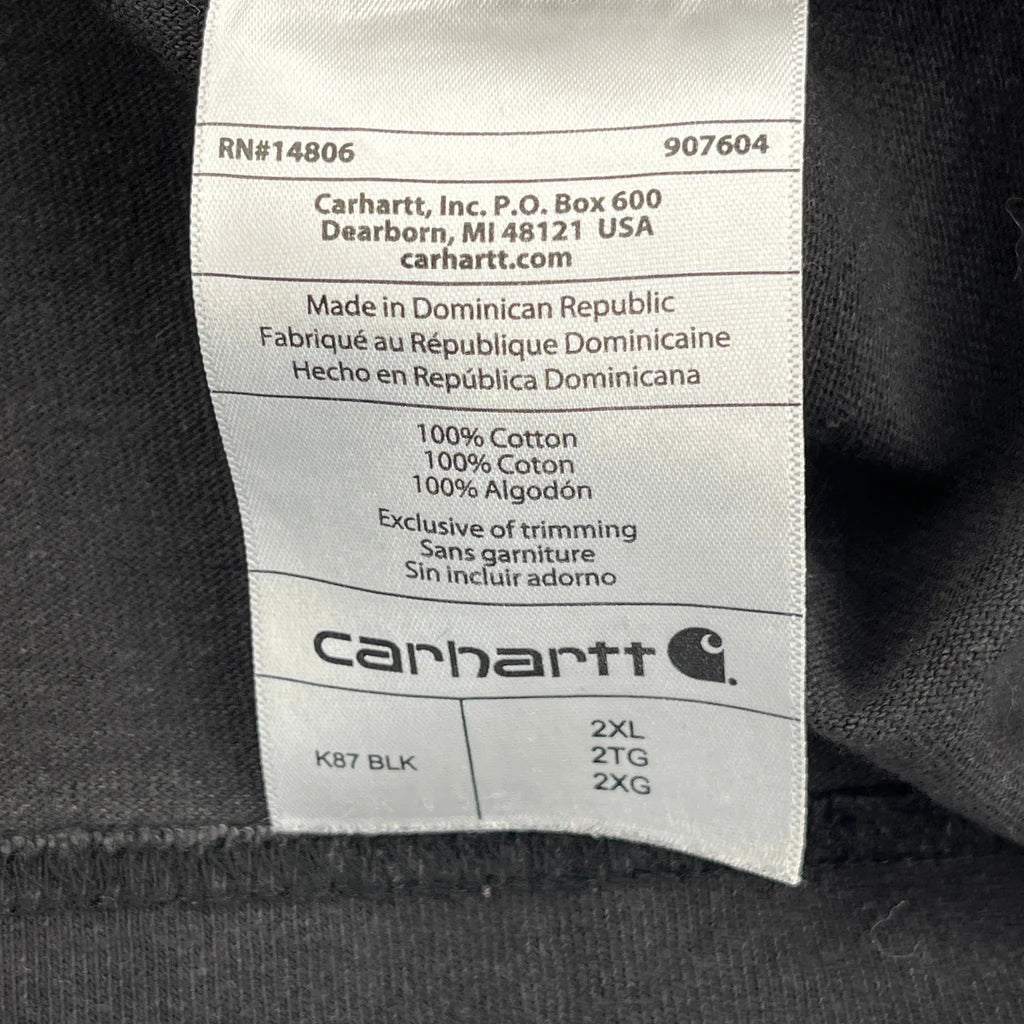 RN#14806 907604
Carhartt, Inc. P.O. Box 600
Dearborn, MI 48121 USA
carhartt.com
Made in Dominican Republic
Fabriqué au République Dominicaine
Hecho en República Dominicana
100% Cotton
100% Coton
100% Algodón
Exclusive of trimming
Sans garniture
Sin incluir adorno
carhartt
K87 BLK
2XL
2TG
2XG